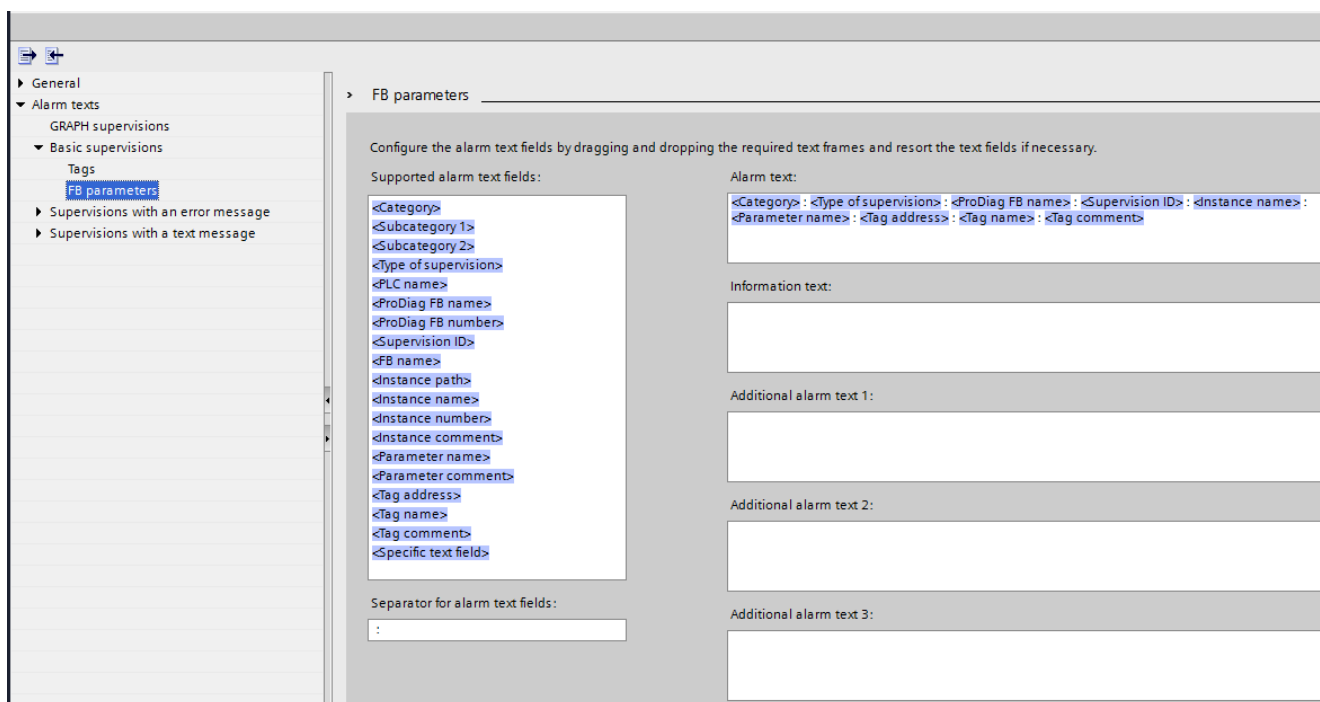 General
Alarm texts
GRAPH supervisions
Basic supervisions
Tags
FB parameters
Supervisions with an error message
Supervisions with a text message
FB parameters
Configure the alarm text fields by dragging and dropping the required text frames and resort the text fields if necessary.
Supported alarm text fields:
<Category>
<Subcategory 1>
<Subcategory 2>
<Type of supervision>
<PLC name>
<ProDiag FB name>
<ProDiag FB number>
<Supervision ID>
<FB name>
<Instance path>
<Instance name>
<Instance number>
<Instance comment>
<Parameter name>
<Parameter comment>
<Tag address>
<Tag name>
<Tag comment>
<Specific text field>
Separator for alarm text fields:
:
Alarm text:
<Category> : <Type of supervision> : <ProDiag FB name> : <Supervision ID> : <Instance name> :
<Parameter name> : <Tag address> : <Tag name> : <Tag comment>
Information text:
Additional alarm text 1:
Additional alarm text 2:
Additional alarm text 3: